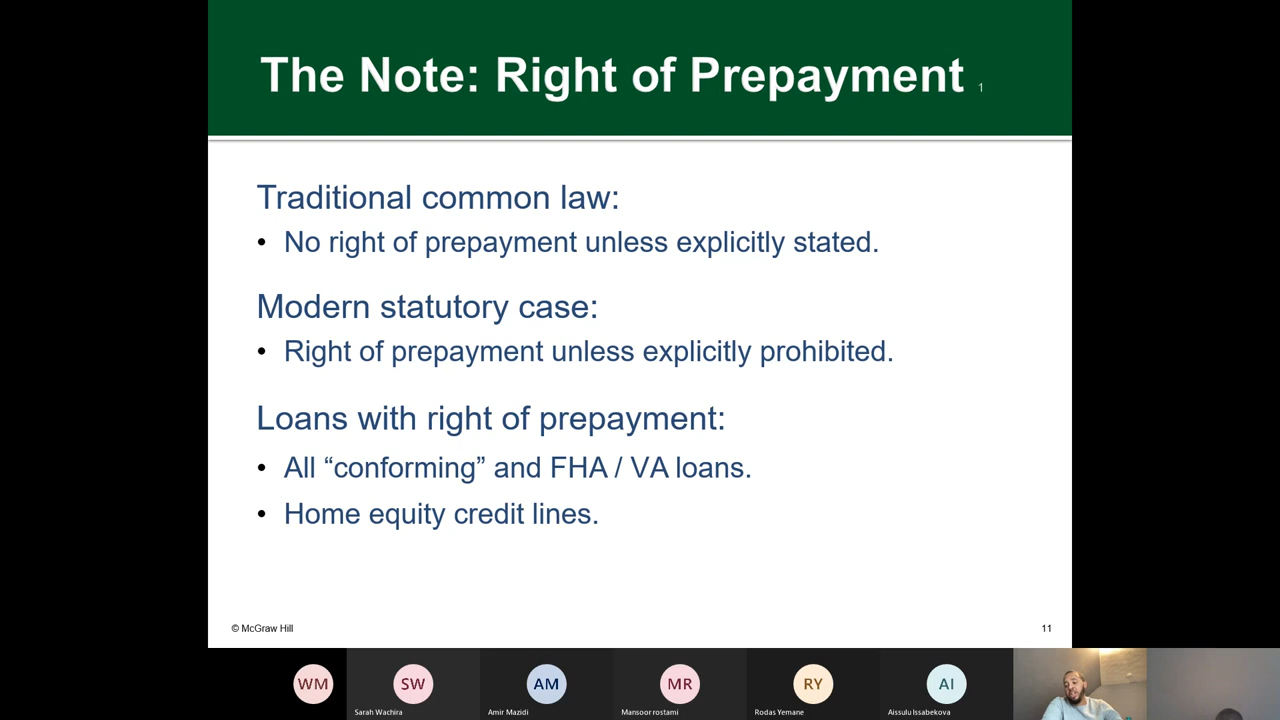 The Note: Right of Prepayment 1
Traditional common law:
• No right of prepayment unless explicitly stated.
Modern statutory case:
• Right of prepayment unless explicitly prohibited.
Loans with right of prepayment:
• All “conforming” and FHA / VA loans.
• Home equity credit lines.
© McGraw Hill
11
WM
SW
AM
MR
RY
AI
Sarah Wachira
Amir Mazidi
Mansoor rostami
Rodas Yemane
Aissulu Issabekova